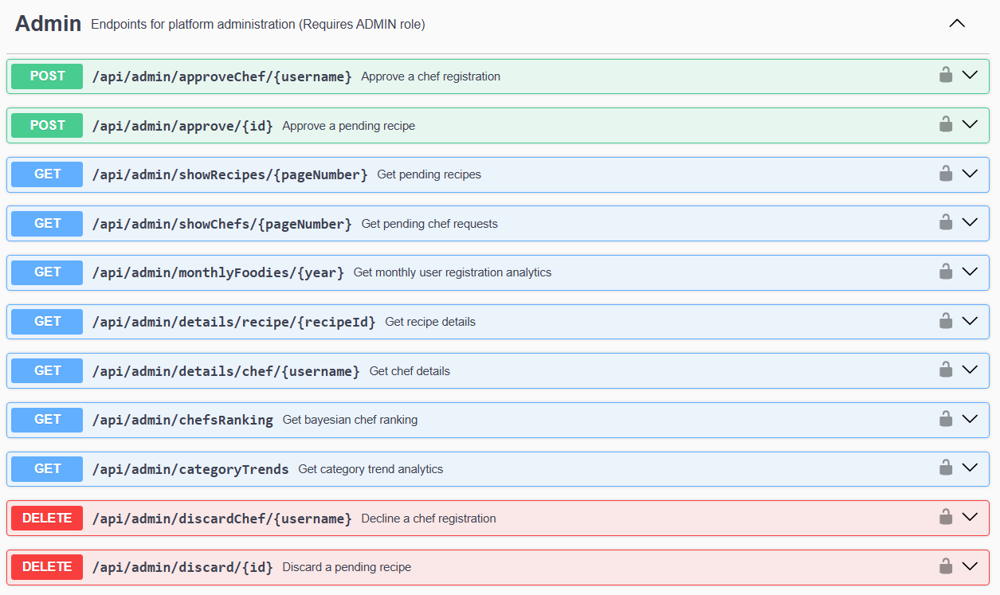 Admin Endpoints for platform administration (Requires ADMIN role)
POST /api/admin/approveChef/{username} Approve a chef registration
POST /api/admin/approve/{id} Approve a pending recipe
GET /api/admin/showRecipes/{pageNumber} Get pending recipes
GET /api/admin/showChefs/{pageNumber} Get pending chef requests
GET /api/admin/monthlyFoodies/{year} Get monthly user registration analytics
GET /api/admin/details/recipe/{recipeId} Get recipe details
GET /api/admin/details/chef/{username} Get chef details
GET /api/admin/chefsRanking Get bayesian chef ranking
GET /api/admin/categoryTrends Get category trend analytics
DELETE /api/admin/discardChef/{username} Decline a chef registration
DELETE /api/admin/discard/{id} Discard a pending recipe